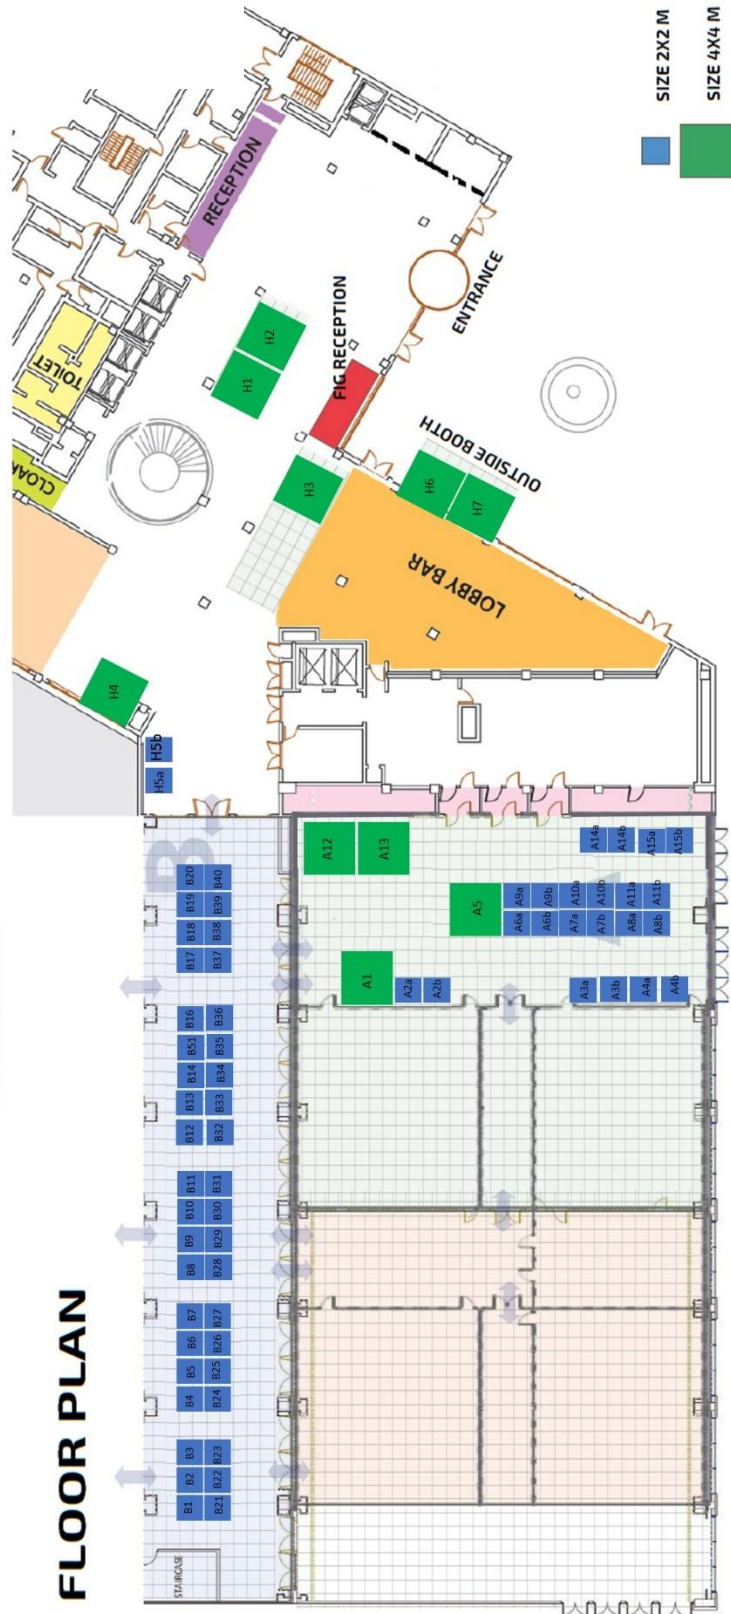 FLOOR PLAN
SIZE 2X2 M
SIZE 4X4 M
RECEPTION
TOILET
CLOAK
H1
H2
FIG RECEPTION
ENTRANCE
H3
OUTSIDE BOOTH
H6
H7
LOBBY BAR
H4
H5a
H5b
B
B1
B2
B3
B4
B5
B6
B7
B8
B9
B10
B11
B12
B13
B14
B51
B16
B17
B18
B19
B20
B21
B22
B23
B24
B25
B26
B27
B28
B29
B30
B31
B32
B33
B34
B35
B36
B37
B38
B39
B40
STAIRCASE
A12
A13
A14a
A14b
A15a
A15b
A5
A9a
A9b
A10a
A10b
A11a
A11b
A6a
A6b
A7a
A7b
A8a
A8b
A
A1
A2a
A2b
A3a
A3b
A4a
A4b